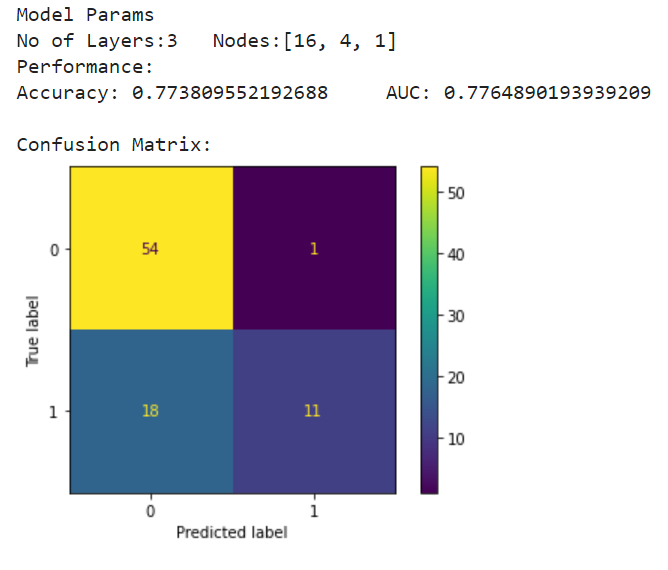 Model Params
No of Layers:3   Nodes:[16, 4, 1]
Performance:
Accuracy: 0.773809552192688     AUC: 0.7764890193939209
Confusion Matrix:
50
0
54
1
40
True label
30
20
1
18
11
10
0
1
Predicted label